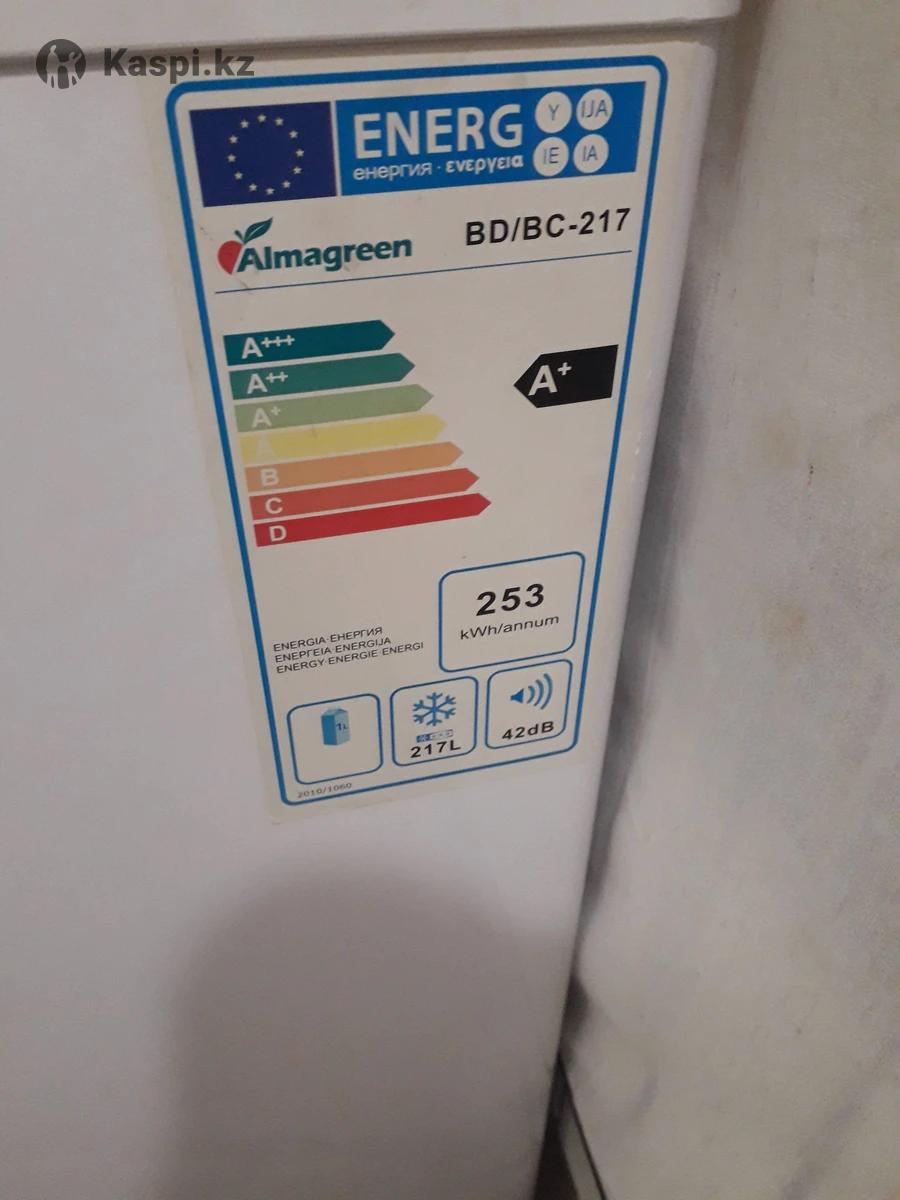 Kaspi.kz
ENERG
енергия · ενεργεια
Y IJA
IE IA
Almagreen
BD/BC-217
A+++
A++
A+
A
B
C
D
A+
253
kWh/annum
ENERGIA·ЕНЕРГИЯ
ΕΝΕΡΓΕΙΑ·ENERGIJA
ENERGY·ENERGIE·ENERGI
1L
217L
42dB
2010/1060